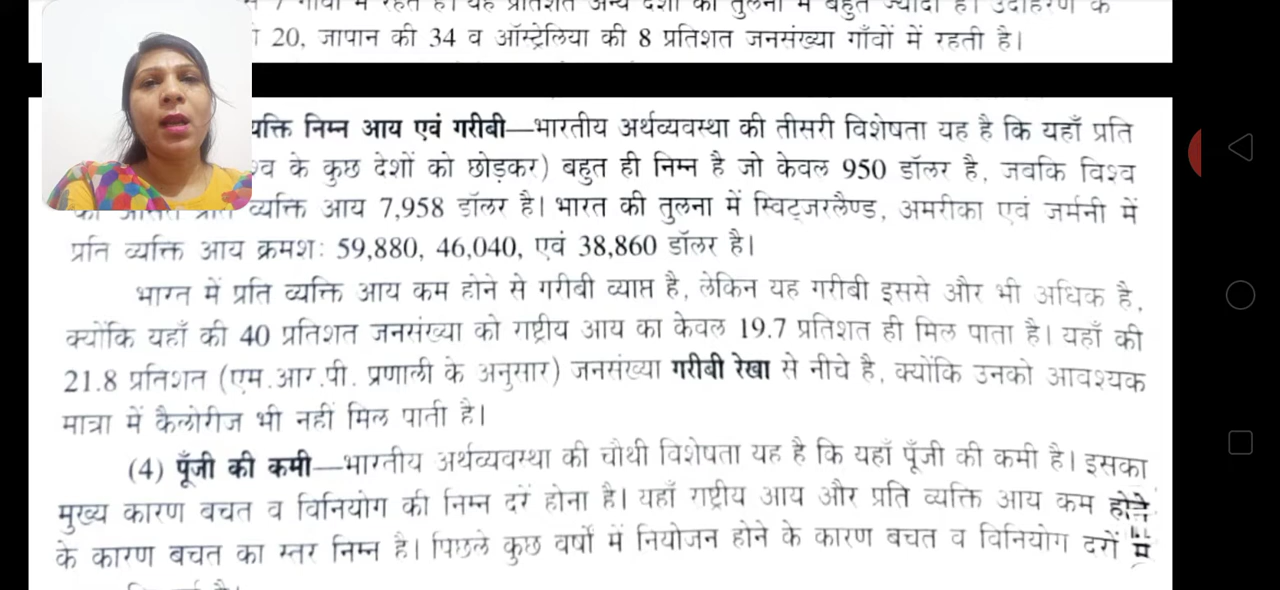 20, जापान की 34 व ऑस्ट्रेलिया की 8 प्रतिशत जनसंख्या गाँवों में रहती है।
निम्न आय एवं गरीबी—भारतीय अर्थव्यवस्था की तीसरी विशेषता यह है कि यहाँ प्रति
के कुछ देशों को छोड़कर) बहुत ही निम्न है जो केवल 950 डॉलर है, जबकि विश्व
व्यक्ति आय 7,958 डॉलर है। भारत की तुलना में स्विट्जरलैण्ड, अमरीका एवं जर्मनी में
प्रति व्यक्ति आय क्रमश: 59,880, 46,040, एवं 38,860 डॉलर है।
भारत में प्रति व्यक्ति आय कम होने से गरीबी व्याप्त है, लेकिन यह गरीबी इससे और भी अधिक है,
क्योंकि यहाँ की 40 प्रतिशत जनसंख्या को राष्ट्रीय आय का केवल 19.7 प्रतिशत ही मिल पाता है। यहाँ की
21.8 प्रतिशत (एम.आर.पी. प्रणाली के अनुसार) जनसंख्या गरीबी रेखा से नीचे है, क्योंकि उनको आवश्यक
मात्रा में कैलोरीज भी नहीं मिल पाती है।
(4) पूँजी की कमी—भारतीय अर्थव्यवस्था की चौथी विशेषता यह है कि यहाँ पूँजी की कमी है। इसका
मुख्य कारण बचत व विनियोग की निम्न दरें होना है। यहाँ राष्ट्रीय आय और प्रति व्यक्ति आय कम होने
के कारण बचत का स्तर निम्न है। पिछले कुछ वर्षों में नियोजन होने के कारण बचत व विनियोग दरों में